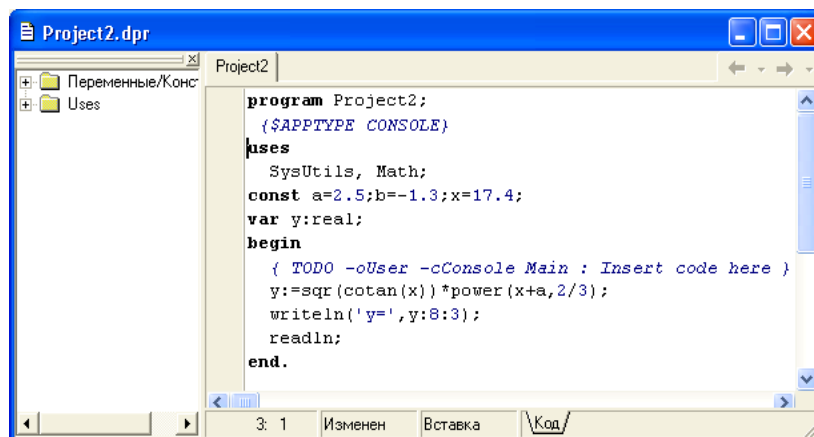 Project2.dpr
Переменные/Конс
Uses
Project2
program Project2;
{$APPTYPE CONSOLE}
uses
SysUtils, Math;
const a=2.5;b=-1.3;x=17.4;
var y:real;
begin
{ TODO -oUser -cConsole Main : Insert code here }
y:=sqr(cotan(x))*power(x+a,2/3);
writeln('y=',y:8:3);
readln;
end.
3: 1 Изменен Вставка \Код/